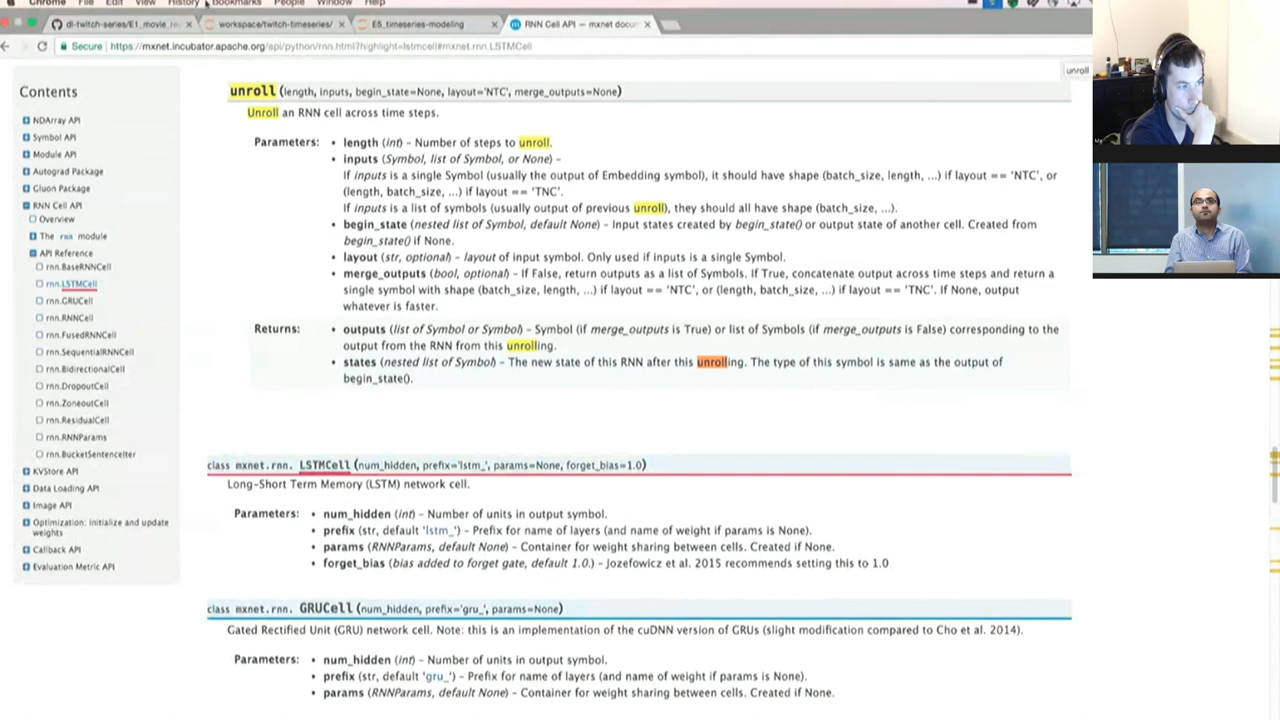 Chrome File Edit View History Bookmarks People Window Help
dl-twitch-series/E1_movie_re × workspace/twitch-timeseries/ × E5_timeseries-modeling × RNN Cell API — mxnet docu ×
Secure | https://mxnet.incubator.apache.org/api/python/rnn.html?highlight=lstmcell#mxnet.rnn.LSTMCell
unroll
Contents
NDArray API
Symbol API
Module API
Autograd Package
Gluon Package
RNN Cell API
Overview
The rnn module
API Reference
rnn.BaseRNNCell
rnn.LSTMCell
rnn.GRUCell
rnn.RNNCell
rnn.FusedRNNCell
rnn.SequentialRNNCell
rnn.BidirectionalCell
rnn.DropoutCell
rnn.ZoneoutCell
rnn.ResidualCell
rnn.RNNParams
rnn.BucketSentenceIter
KVStore API
Data Loading API
Image API
Optimization: initialize and update
weights
Callback API
Evaluation Metric API
unroll (length, inputs, begin_state=None, layout='NTC', merge_outputs=None)
Unroll an RNN cell across time steps.
Parameters: • length (int) – Number of steps to unroll.
• inputs (Symbol, list of Symbol, or None) –
If inputs is a single Symbol (usually the output of Embedding symbol), it should have shape (batch_size, length, ...) if layout == 'NTC', or
(length, batch_size, ...) if layout == 'TNC'.
If inputs is a list of symbols (usually output of previous unroll), they should all have shape (batch_size, ...).
• begin_state (nested list of Symbol, default None) – Input states created by begin_state() or output state of another cell. Created from
begin_state() if None.
• layout (str, optional) – layout of input symbol. Only used if inputs is a single Symbol.
• merge_outputs (bool, optional) – If False, return outputs as a list of Symbols. If True, concatenate output across time steps and return a
single symbol with shape (batch_size, length, ...) if layout == 'NTC', or (length, batch_size, ...) if layout == 'TNC'. If None, output
whatever is faster.
Returns: • outputs (list of Symbol or Symbol) – Symbol (if merge_outputs is True) or list of Symbols (if merge_outputs is False) corresponding to the
output from the RNN from this unrolling.
• states (nested list of Symbol) – The new state of this RNN after this unrolling. The type of this symbol is same as the output of
begin_state().
class mxnet.rnn. LSTMCell (num_hidden, prefix='lstm_', params=None, forget_bias=1.0)
Long-Short Term Memory (LSTM) network cell.
Parameters: • num_hidden (int) – Number of units in output symbol.
• prefix (str, default 'lstm_') – Prefix for name of layers (and name of weight if params is None).
• params (RNNParams, default None) – Container for weight sharing between cells. Created if None.
• forget_bias (bias added to forget gate, default 1.0.) – Jozefowicz et al. 2015 recommends setting this to 1.0
class mxnet.rnn. GRUCell (num_hidden, prefix='gru_', params=None)
Gated Rectified Unit (GRU) network cell. Note: this is an implementation of the cuDNN version of GRUs (slight modification compared to Cho et al. 2014).
Parameters: • num_hidden (int) – Number of units in output symbol.
• prefix (str, default 'gru_') – Prefix for name of layers (and name of weight if params is None).
• params (RNNParams, default None) – Container for weight sharing between cells. Created if None.